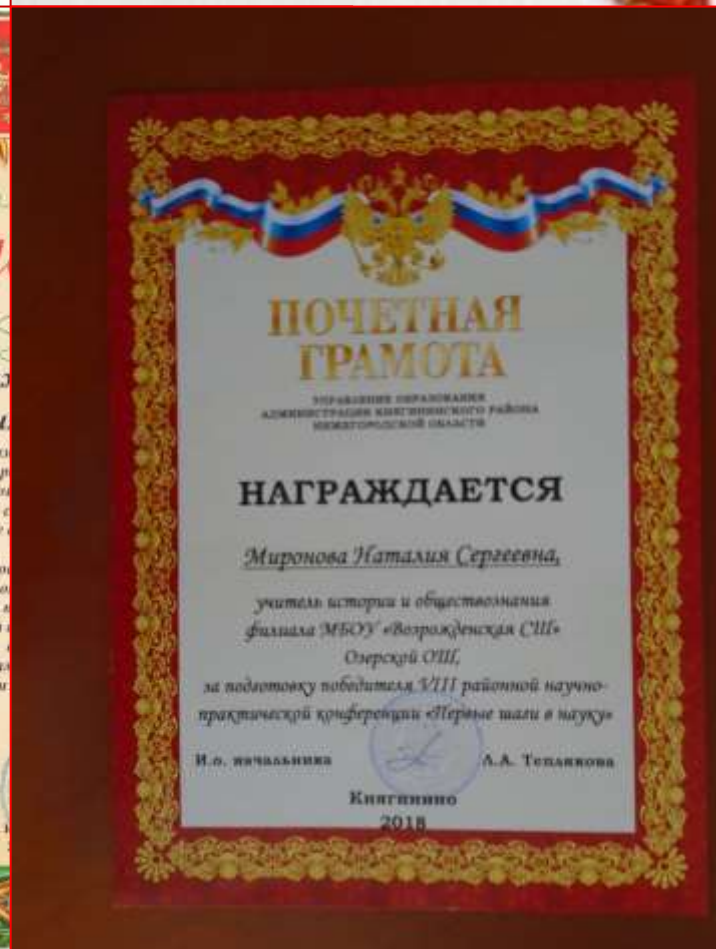 ПОЧЕТНАЯ
ГРАМОТА
УПРАВЛЕНИЕ ОБРАЗОВАНИЯ
АДМИНИСТРАЦИИ КНЯГИНИНСКОГО РАЙОНА
НИЖЕГОРОДСКОЙ ОБЛАСТИ
НАГРАЖДАЕТСЯ
Миронова Наталия Сергеевна,
учитель истории и обществознания
филиала МБОУ «Возрожденская СШ»
Озерской ОШ,
за подготовку победителя VIII районной научно-
практической конференции «Первые шаги в науку»
И.о. начальника Л.А. Теплякова
Княгинино
2018